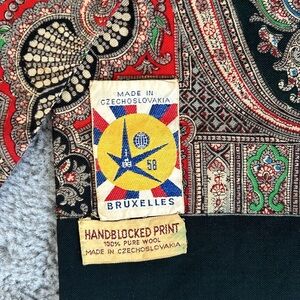 MADE IN
CZECHOSLOVAKIA
58
BRUXELLES
HANDBLOCKED PRINT
100% PURE WOOL
MADE IN CZECHOSLOVAKIA